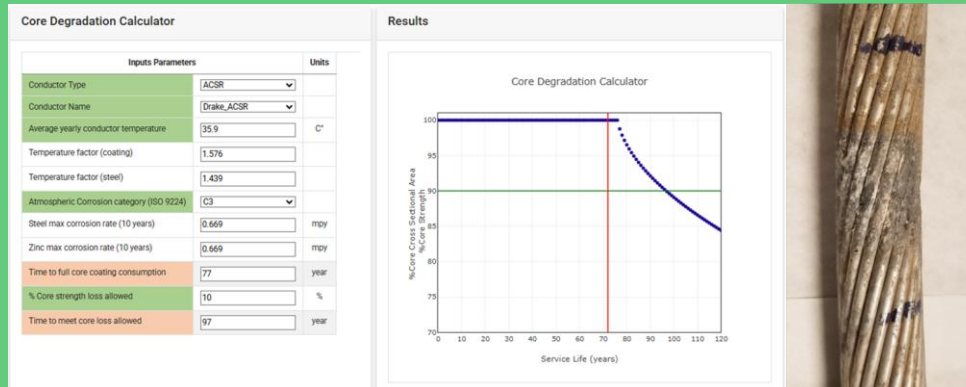 Core Degradation Calculator
Inputs Parameters Units
Conductor Type ACSR
Conductor Name Drake_ACSR
Average yearly conductor temperature 35.9 C°
Temperature factor (coating) 1.576
Temperature factor (steel) 1.439
Atmospheric Corrosion category (ISO 9224) C3
Steel max corrosion rate (10 years) 0.669 mpy
Zinc max corrosion rate (10 years) 0.669 mpy
Time to full core coating consumption 77 year
% Core strength loss allowed 10 %
Time to meet core loss allowed 97 year
Results
Core Degradation Calculator
%Core Cross Sectional Area
%Core Strength
100
95
90
85
80
75
70
0 10 20 30 40 50 60 70 80 90 100 110 120
Service Life (years)